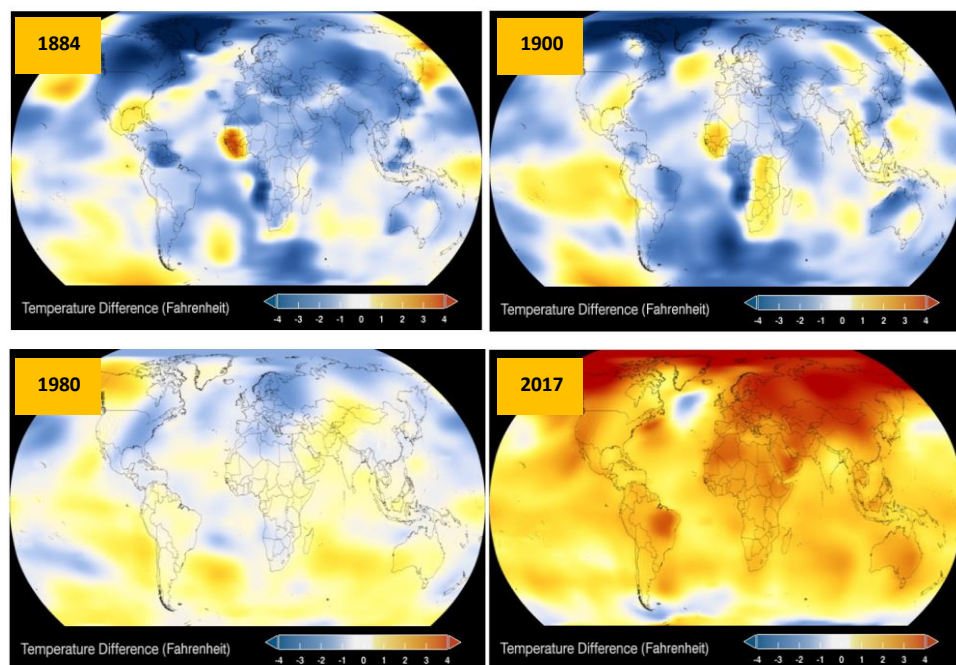 1884
1900
Temperature Difference (Fahrenheit)
-4 -3 -2 -1 0 1 2 3 4
Temperature Difference (Fahrenheit)
-4 -3 -2 -1 0 1 2 3 4
1980
2017
Temperature Difference (Fahrenheit)
-4 -3 -2 -1 0 1 2 3 4
Temperature Difference (Fahrenheit)
-4 -3 -2 -1 0 1 2 3 4